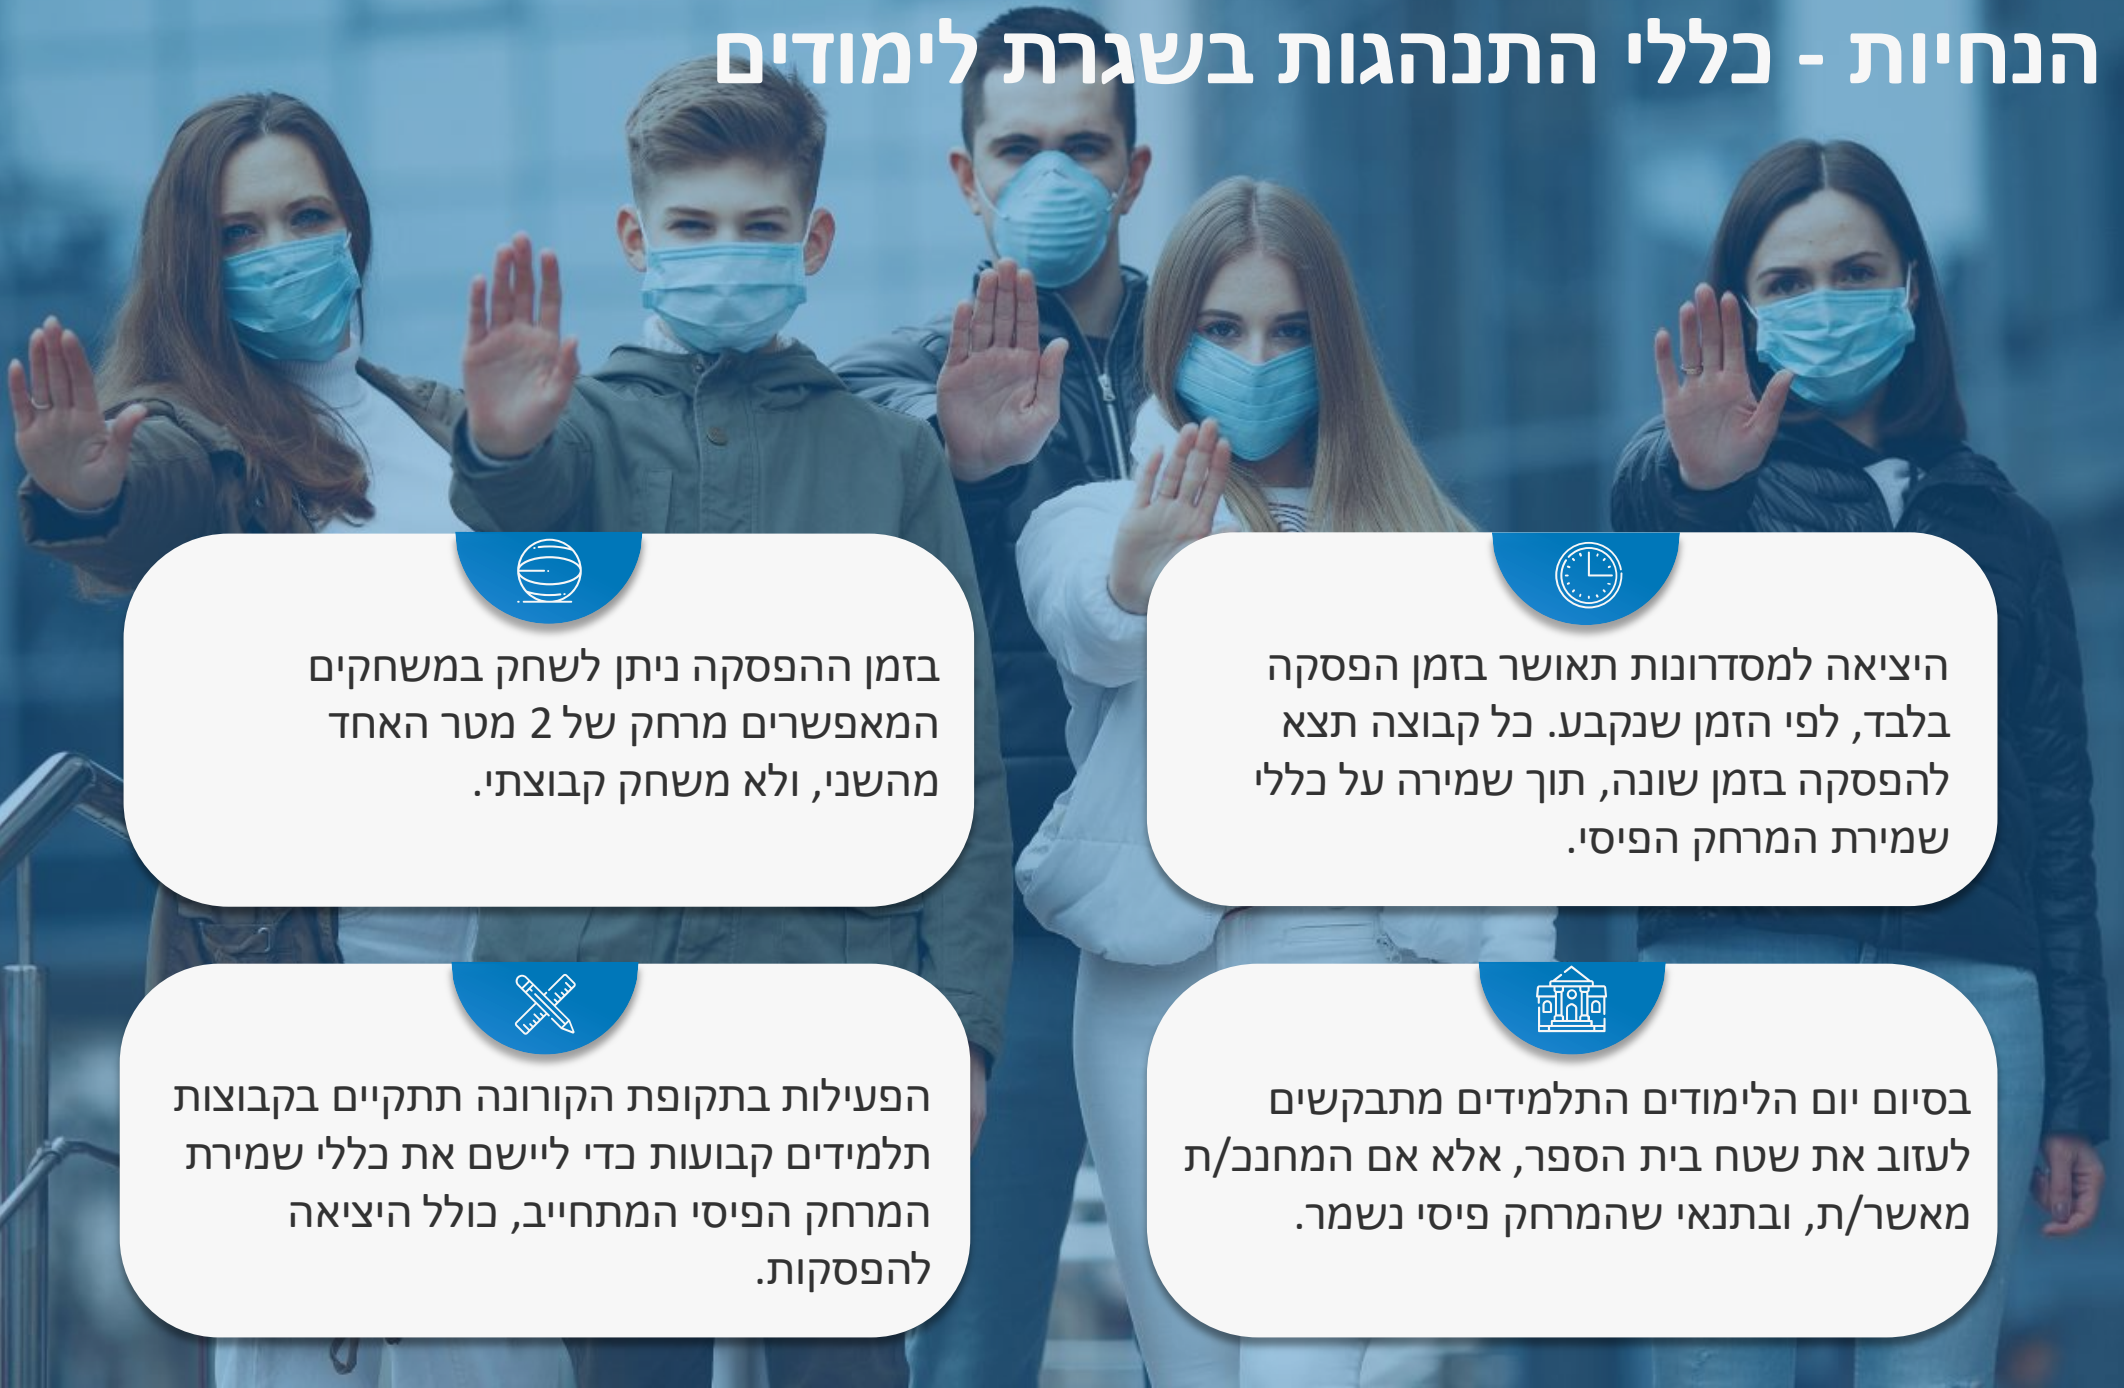 הנחיות - כללי התנהגות בשגרת לימודים
היציאה למסדרונות תאושר בזמן הפסקה
בלבד, לפי הזמן שנקבע. כל קבוצה תצא
להפסקה בזמן שונה, תוך שמירה על כללי
שמירת המרחק הפיסי.
בזמן ההפסקה ניתן לשחק במשחקים
המאפשרים מרחק של 2 מטר האחד
מהשני, ולא משחק קבוצתי.
בסיום יום הלימודים התלמידים מתבקשים
לעזוב את שטח בית הספר, אלא אם המחנכ/ת
מאשר/ת, ובתנאי שהמרחק פיסי נשמר.
הפעילות בתקופת הקורונה תתקיים בקבוצות
תלמידים קבועות כדי ליישם את כללי שמירת
המרחק הפיסי המתחייב, כולל היציאה
להפסקות.